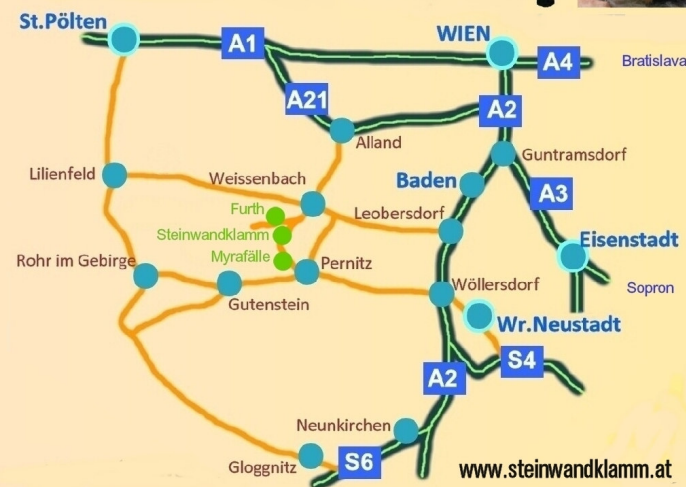 St.Pölten
WIEN
A1
A4
Bratislava
A21
A2
Alland
Guntramsdorf
Lilienfeld
Weissenbach
Baden
A3
Furth
Leobersdorf
Steinwandklamm
Eisenstadt
Myrafälle
Rohr im Gebirge
Pernitz
Wöllersdorf
Sopron
Gutenstein
Wr.Neustadt
S4
A2
Neunkirchen
Gloggnitz
S6
www.steinwandklamm.at